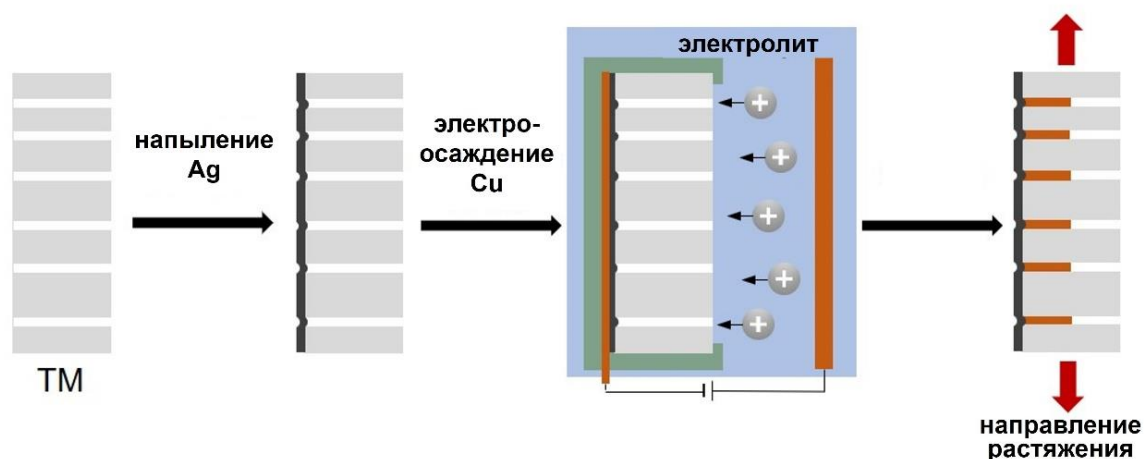 электролит
напыление
Ag
электро-
осаждение
Cu
+
+
+
+
+
ТМ
направление
растяжения